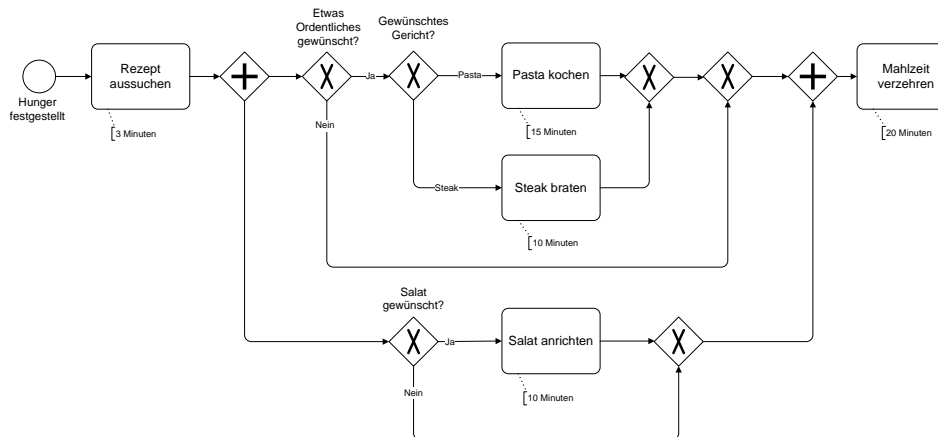 Etwas
Ordentliches
gewünscht?
Gewünschtes
Gericht?
Hunger
festgestellt
Rezept
aussuchen
3 Minuten
Ja
Nein
Pasta
Pasta kochen
15 Minuten
Steak
Steak braten
10 Minuten
Mahlzeit
verzehren
20 Minuten
Salat
gewünscht?
Ja
Nein
Salat anrichten
10 Minuten